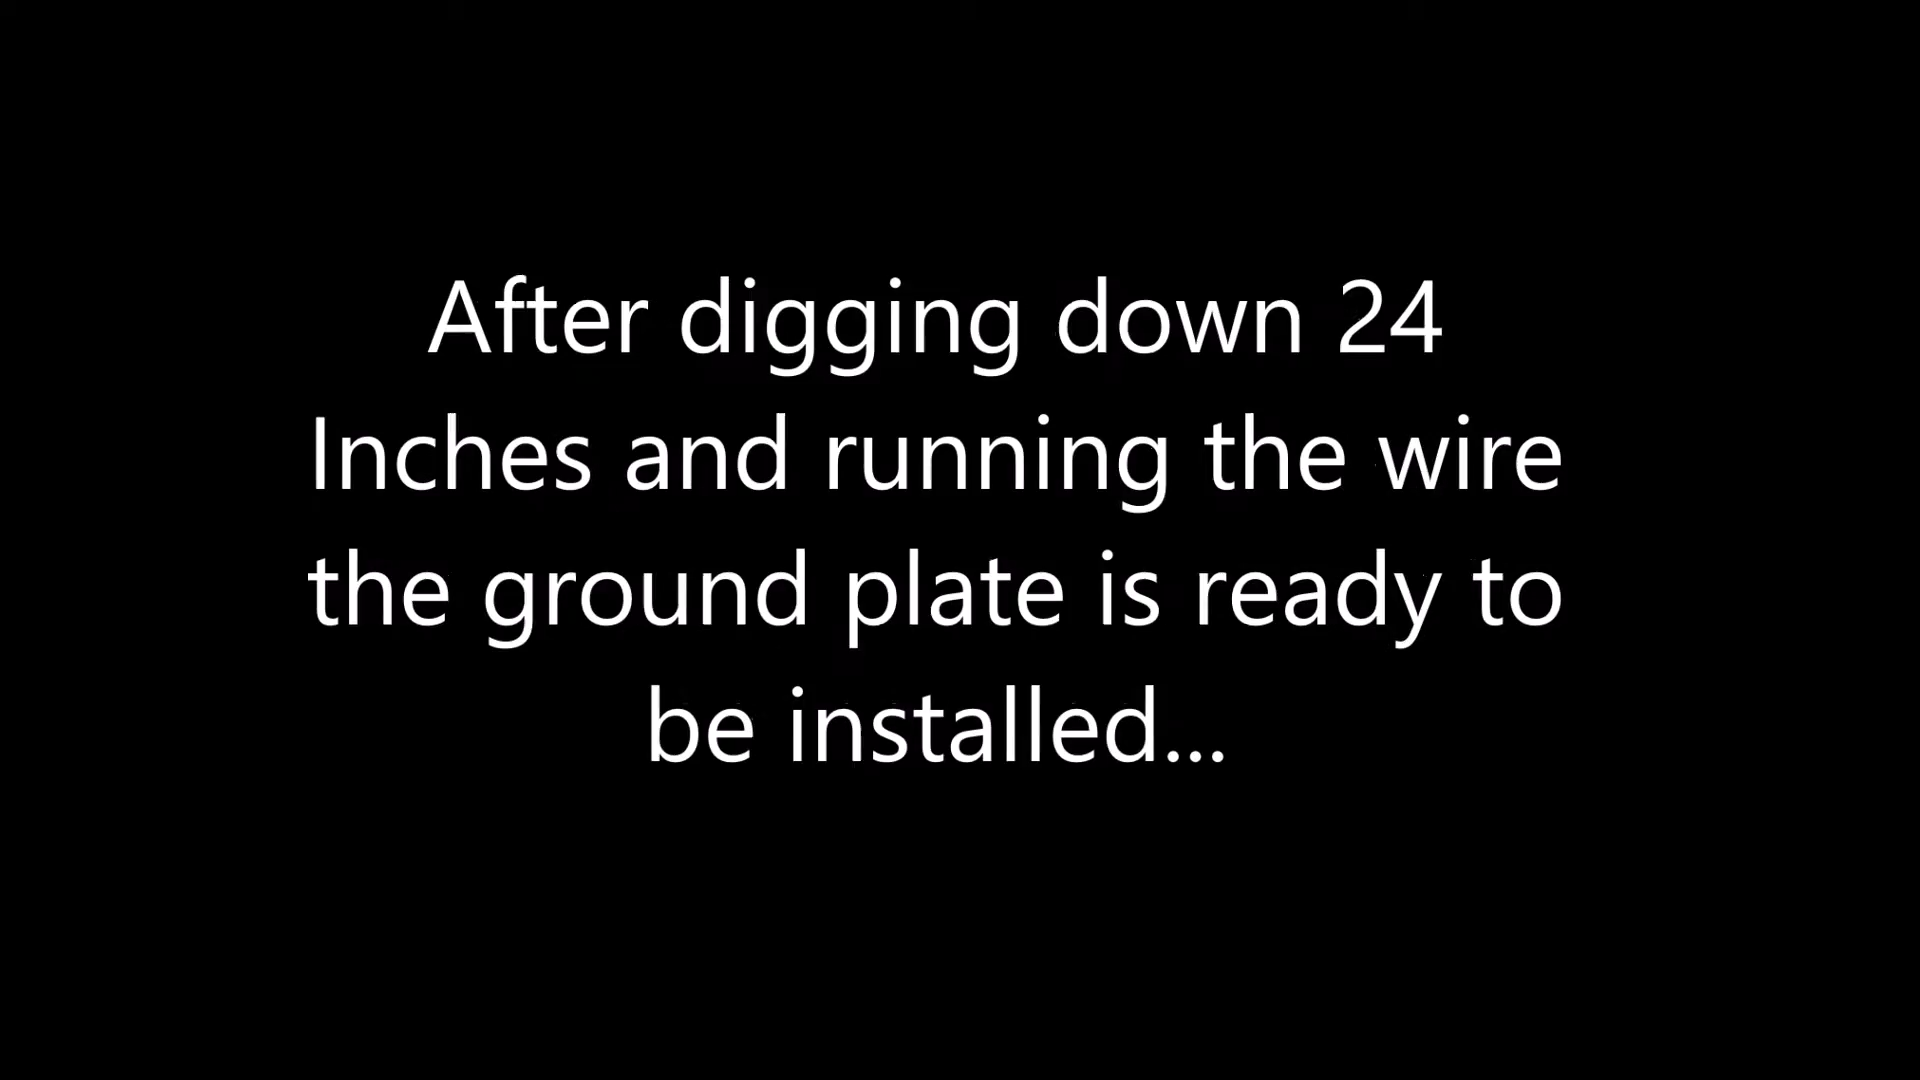 After digging down 24
Inches and running the wire
the ground plate is ready to
be installed...